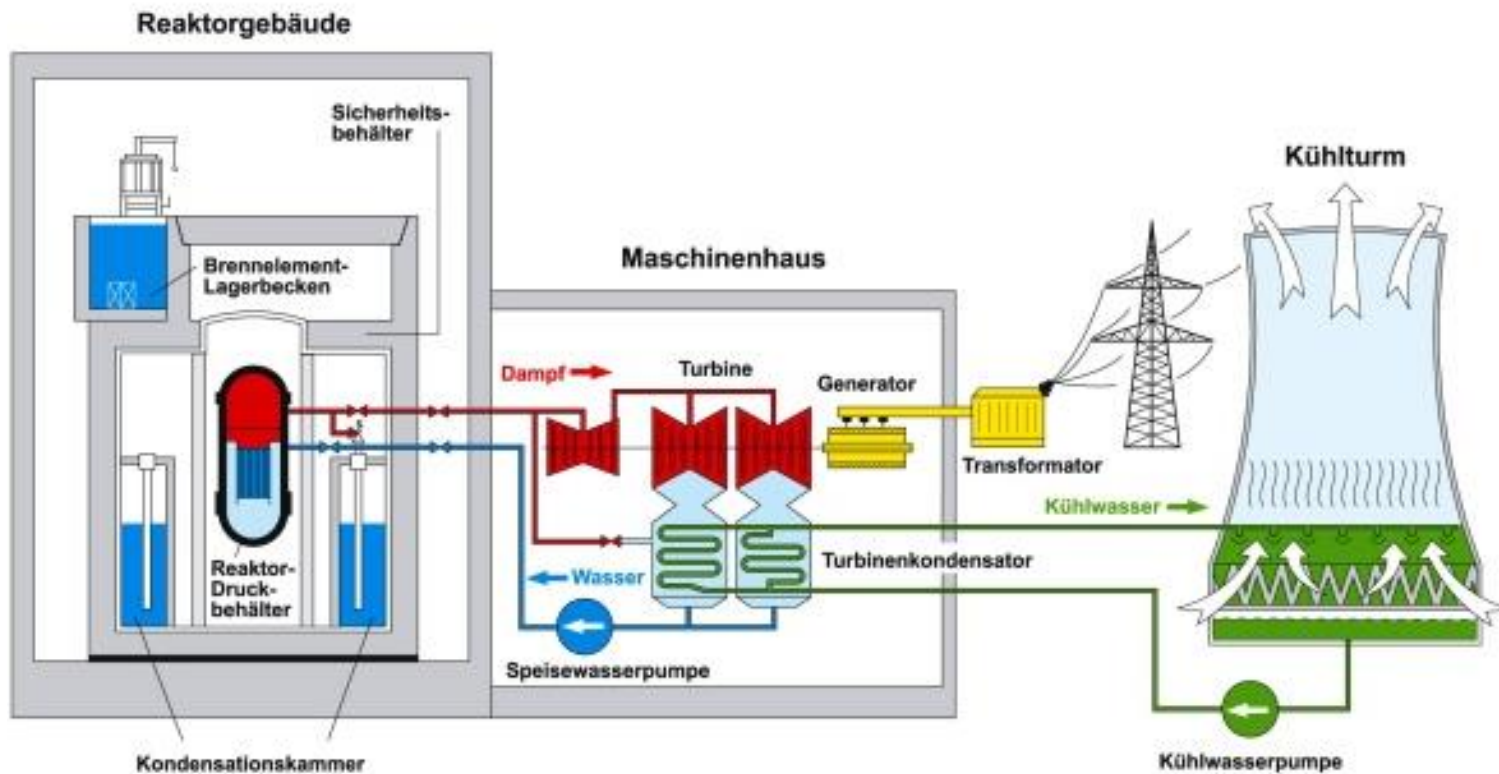 Reaktorgebäude
Sicherheits-
behälter
Kühlturm
Brennelement-
Lagerbecken
Maschinenhaus
Dampf
Turbine
Generator
Transformator
Kühlwasser
Turbinenkondensator
Reaktor-
Druck-
behälter
Wasser
Speisewasserpumpe
Kondensationskammer
Kühlwasserpumpe